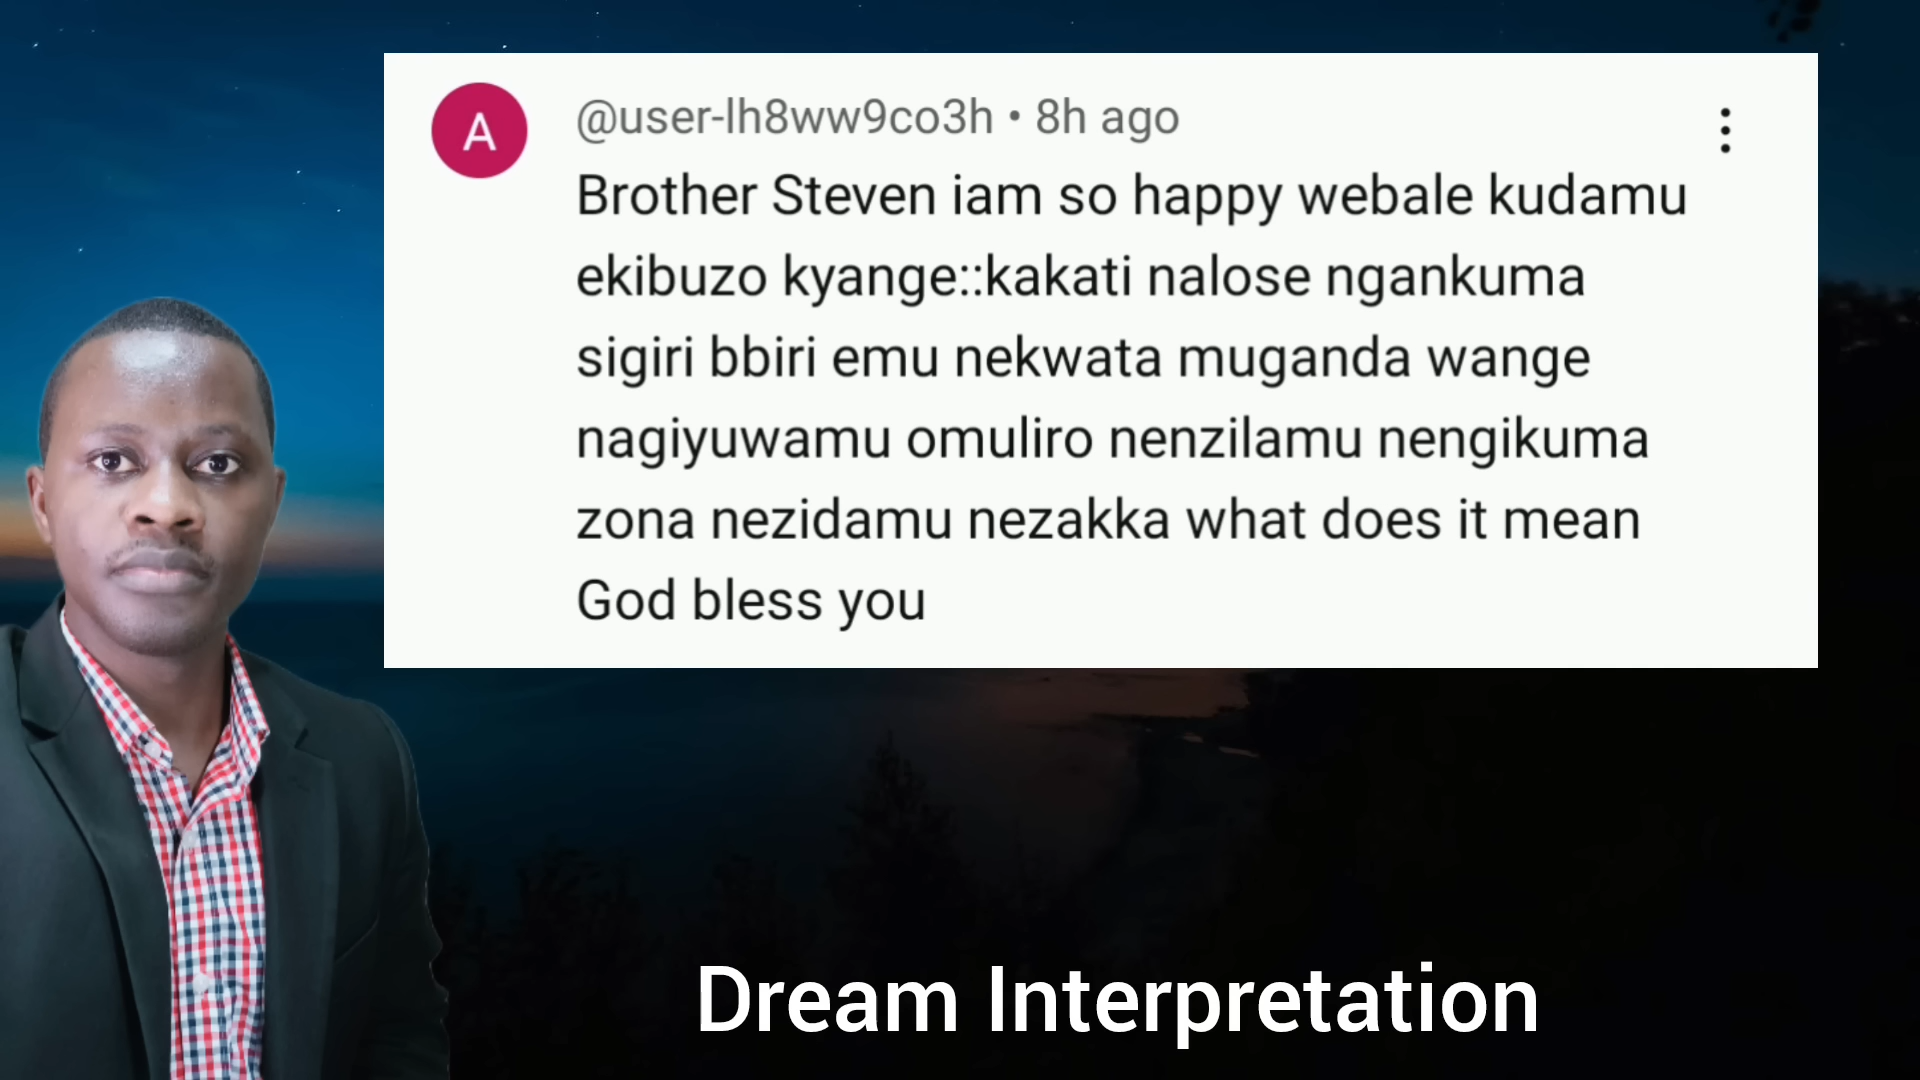 A
@user-lh8ww9co3h • 8h ago
Brother Steven iam so happy webale kudamu
ekibuzo kyange::kakati nalose ngankuma
sigiri bbiri emu nekwata muganda wange
nagiyuwamu omuliro nenzilamu nengikuma
zona nezidamu nezakka what does it mean
God bless you
Dream Interpretation